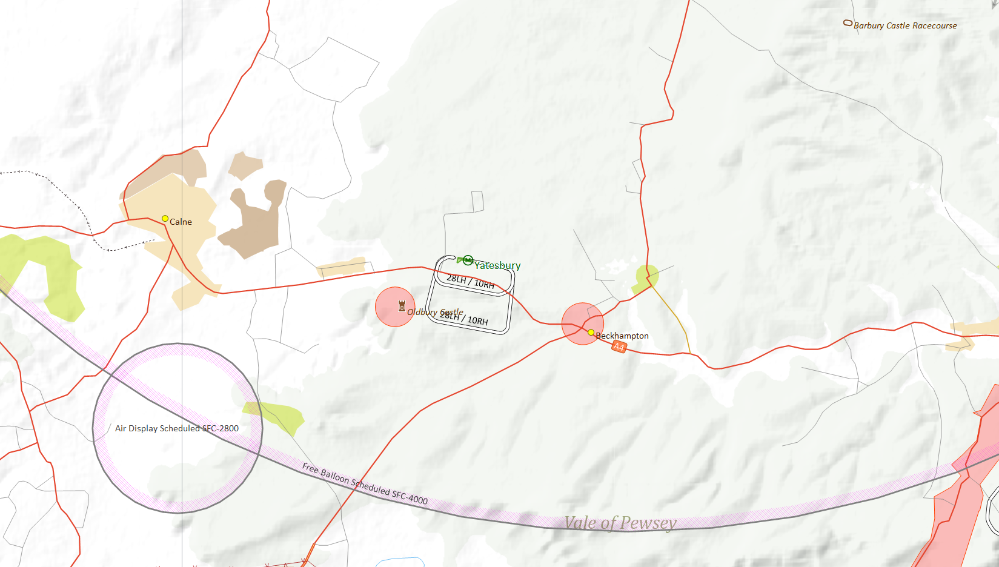 Barbury Castle Racecourse
Calne
M
Yatesbury
28LH / 10RH
Oldbury Castle
28LH / 10RH
Beckhampton
A4
Air Display Scheduled SFC-2800
Free Balloon Scheduled SFC-4000
Vale of Pewsey